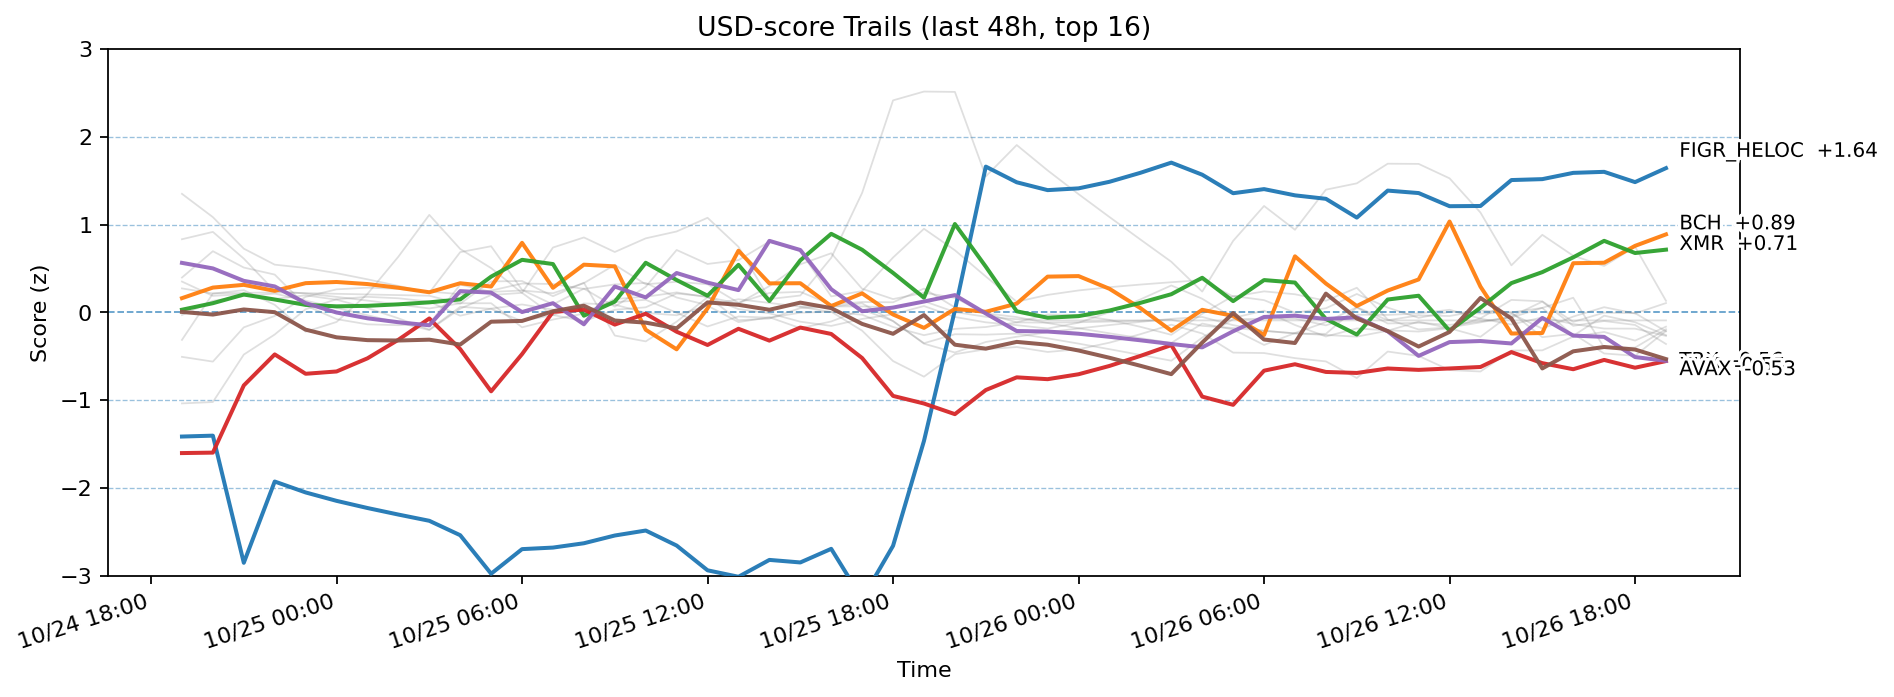 USD-score Trails (last 48h, top 16)
Score (z)
3
2
1
0
−1
−2
−3
FIGR_HELOC +1.64
BCH +0.89
XMR +0.71
AVAX -0.53
10/24 18:00
10/25 00:00
10/25 06:00
10/25 12:00
10/25 18:00
10/26 00:00
10/26 06:00
10/26 12:00
10/26 18:00
Time